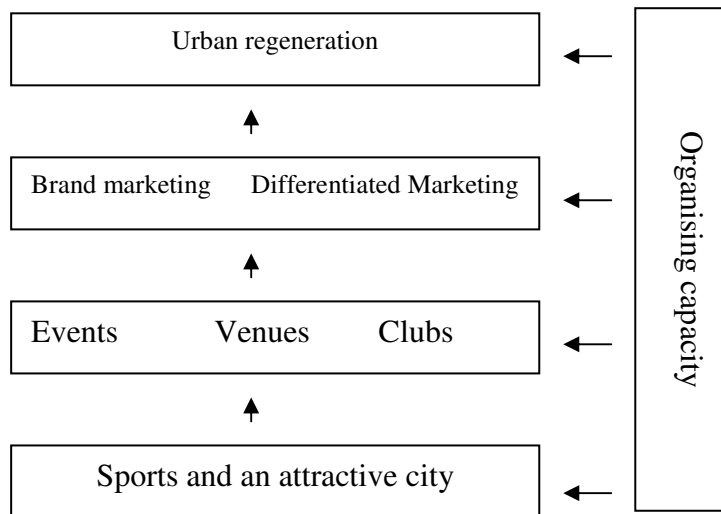 Urban regeneration
Brand marketing Differentiated Marketing
Events Venues Clubs
Sports and an attractive city
Organising capacity